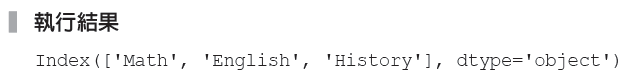 執行結果
Index(['Math', 'English', 'History'], dtype='object')